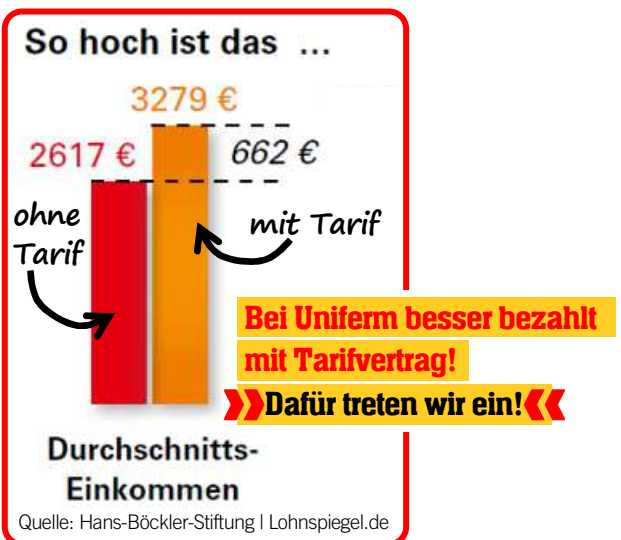 So hoch ist das ...
3279 €
2617 €
662 €
ohne
Tarif
mit Tarif
Bei Uniferm besser bezahlt
mit Tarifvertrag!
Dafür treten wir ein!
Durchschnitts-
Einkommen
Quelle: Hans-Böckler-Stiftung | Lohnspiegel.de